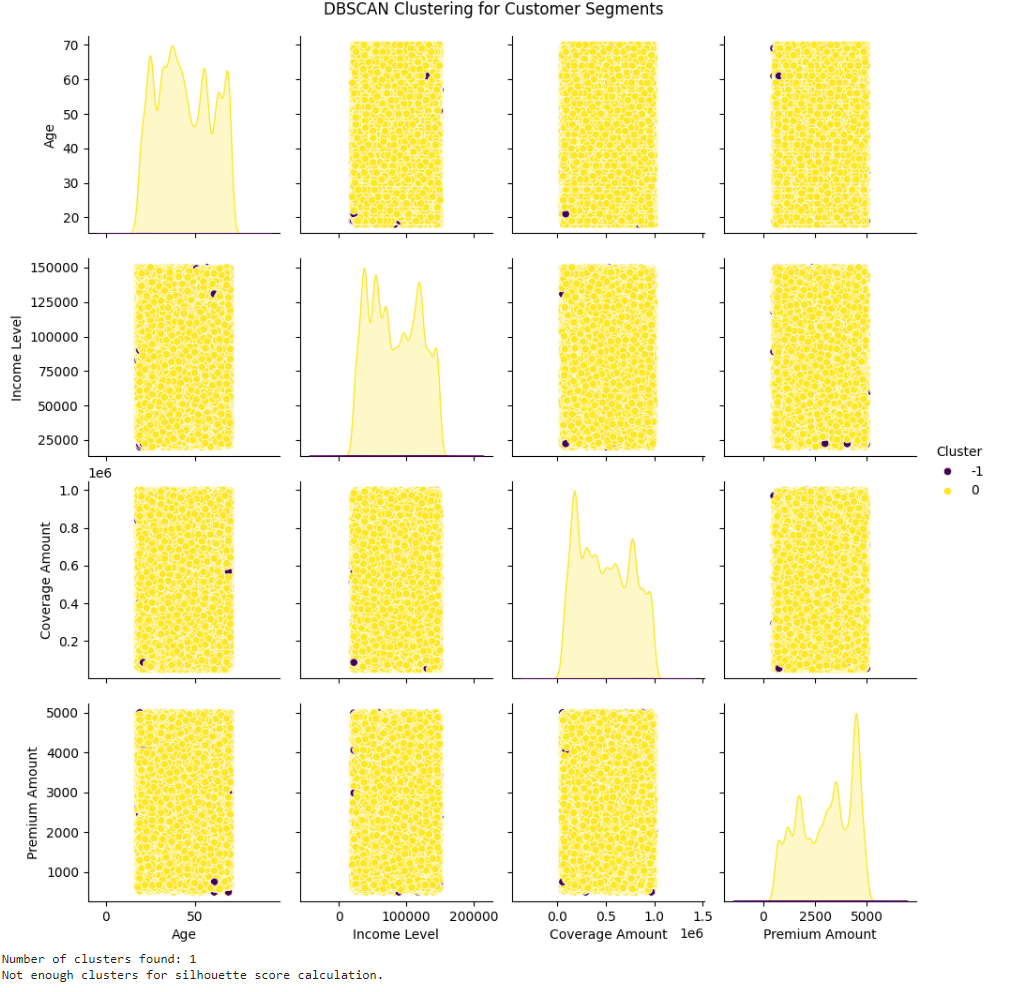 DBSCAN Clustering for Customer Segments
70
60
50
40
30
20
Age
150000
125000
100000
75000
50000
25000
Income Level
Cluster
-1
0
1e6
1.0
0.8
0.6
0.4
0.2
Coverage Amount
5000
4000
3000
2000
1000
Premium Amount
0 50 0 100000 200000 0.0 0.5 1.0 1.5 0 2500 5000
1e6
Age Income Level Coverage Amount Premium Amount
Number of clusters found: 1
Not enough clusters for silhouette score calculation.